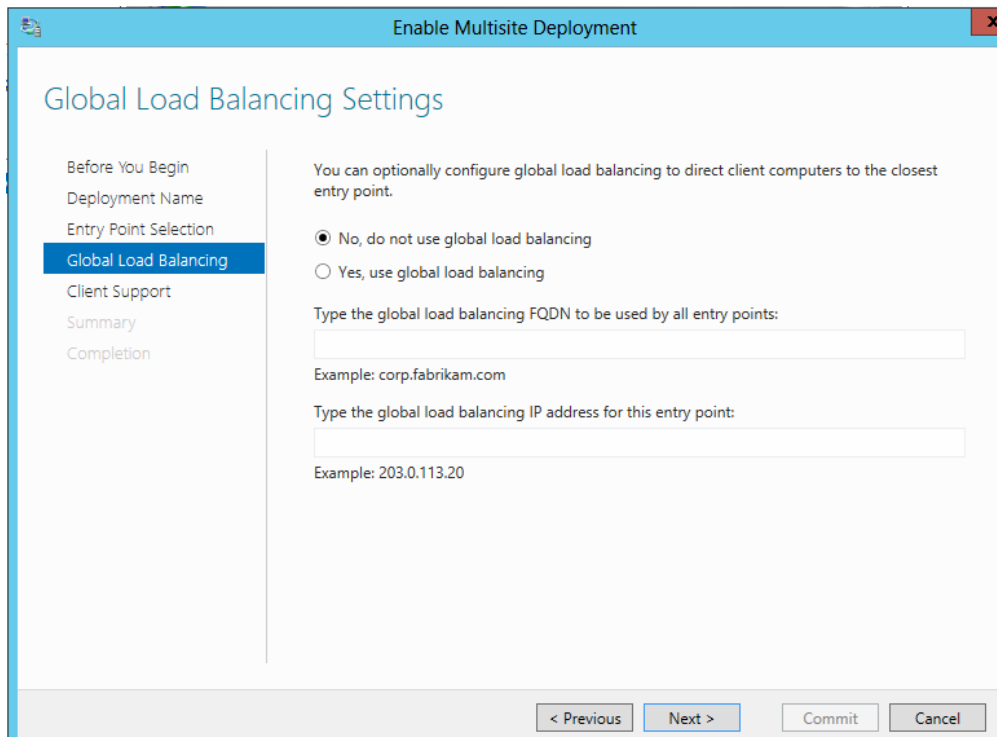 Enable Multisite Deployment
x
Global Load Balancing Settings
Before You Begin
Deployment Name
Entry Point Selection
Global Load Balancing
Client Support
Summary
Completion
You can optionally configure global load balancing to direct client computers to the closest
entry point.
No, do not use global load balancing
Yes, use global load balancing
Type the global load balancing FQDN to be used by all entry points:
Example: corp.fabrikam.com
Type the global load balancing IP address for this entry point:
Example: 203.0.113.20
< Previous
Next >
Commit
Cancel